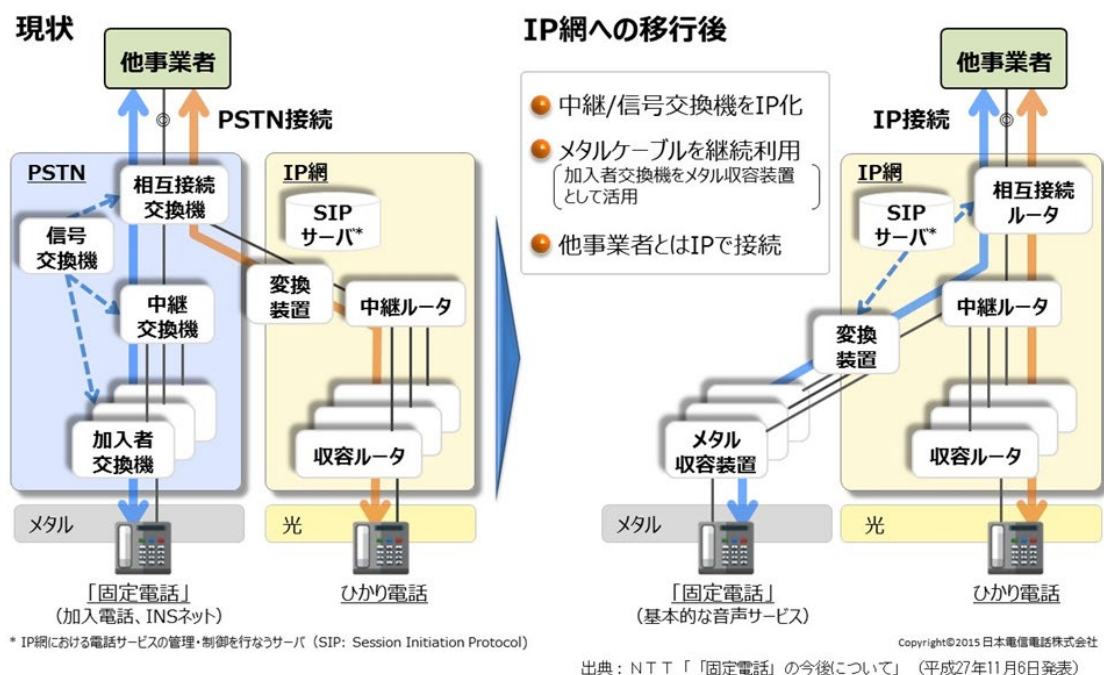 現状
他事業者
PSTN接続
PSTN
相互接続
交換機
信号
交換機
中継
交換機
加入者
交換機
IP網
SIP
サーバ*
変換
装置
中継ルータ
収容ルータ
メタル
光
「固定電話」
(加入電話、INSネット)
ひかり電話
IP網への移行後
中継/信号交換機をIP化
メタルケーブルを継続利用
加入者交換機をメタル収容装置
として活用
他事業者とはIPで接続
他事業者
IP接続
IP網
相互接続
ルータ
SIP
サーバ*
中継ルータ
変換
装置
メタル
収容装置
収容ルータ
メタル
光
「固定電話」
(基本的な音声サービス)
ひかり電話
* IP網における電話サービスの管理・制御を行なうサーバ（SIP: Session Initiation Protocol）
Copyright©2015 日本電信電話株式会社
出典：ＮＴＴ「「固定電話」の今後について」（平成27年11月6日発表）